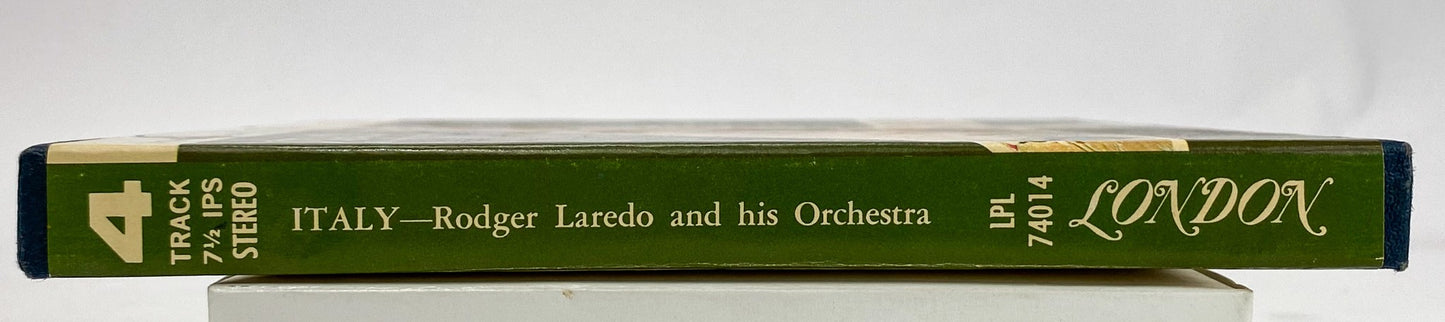 4
TRACK
7½ IPS
STEREO
ITALY—Rodger Laredo and his Orchestra
LPL
74014
LONDON